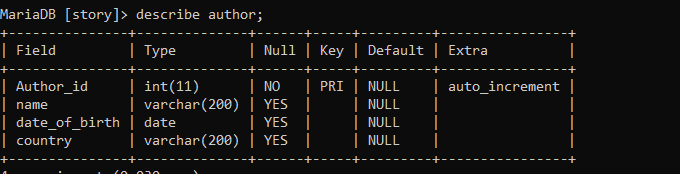 MariaDB [story]> describe author;
+---------------+--------------+------+-----+---------+----------------+
| Field         | Type         | Null | Key | Default | Extra          |
+---------------+--------------+------+-----+---------+----------------+
| Author_id     | int(11)      | NO   | PRI | NULL    | auto_increment |
| name          | varchar(200) | YES  |     | NULL    |                |
| date_of_birth | date         | YES  |     | NULL    |                |
| country       | varchar(200) | YES  |     | NULL    |                |
+---------------+--------------+------+-----+---------+----------------+